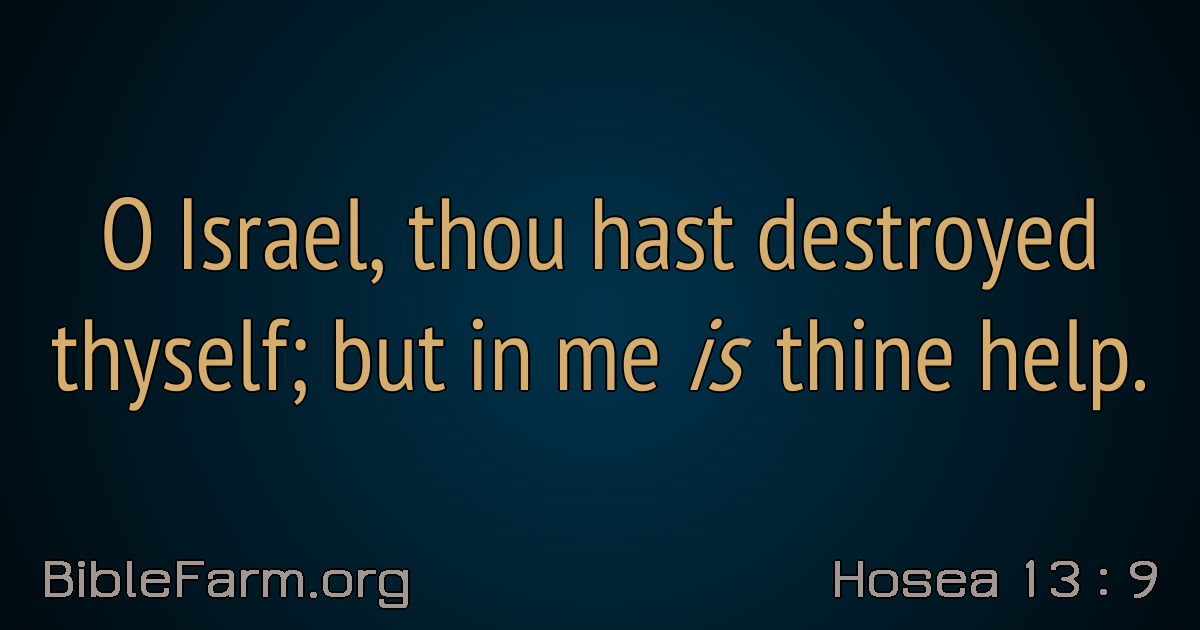 O Israel, thou hast destroyed
thyself; but in me is thine help.
BibleFarm.org
Hosea 13 : 9